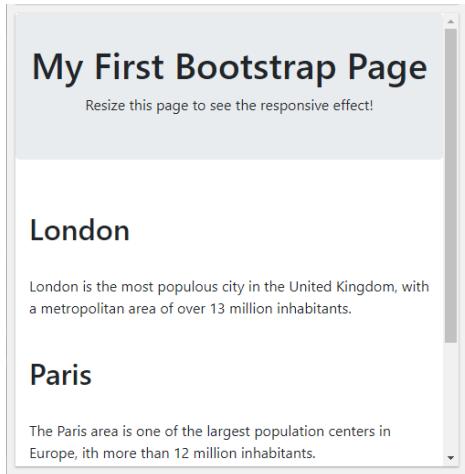 My First Bootstrap Page
Resize this page to see the responsive effect!
London
London is the most populous city in the United Kingdom, with
a metropolitan area of over 13 million inhabitants.
Paris
The Paris area is one of the largest population centers in
Europe, ith more than 12 million inhabitants.